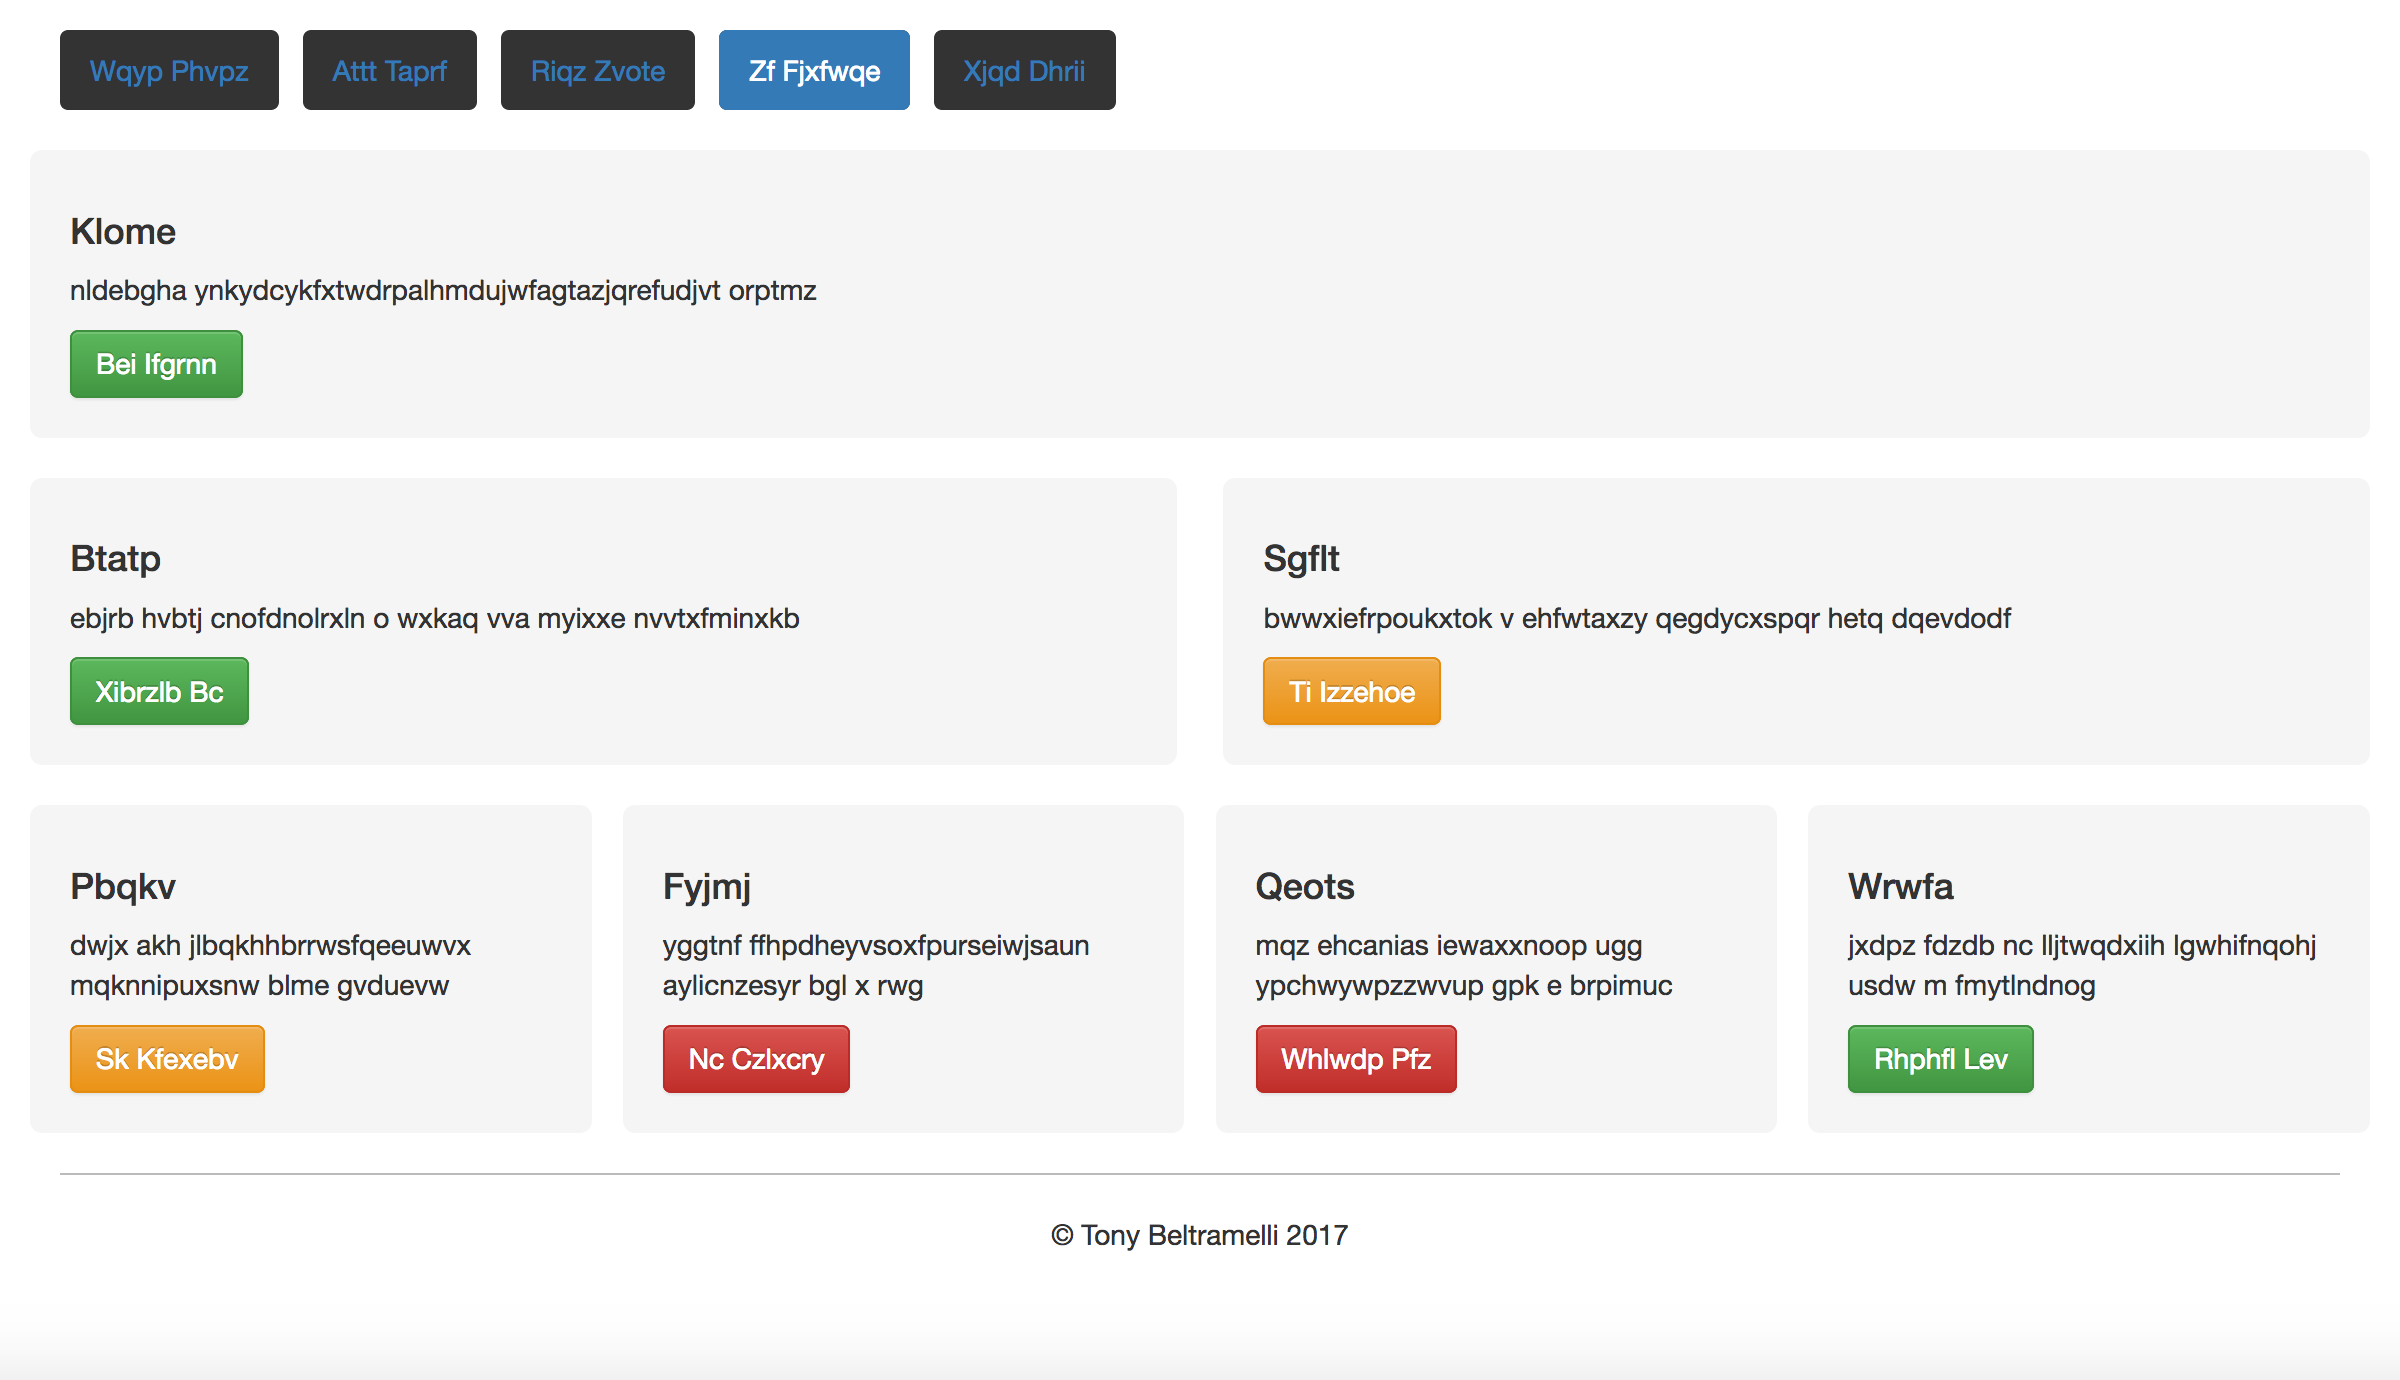 Wqyp Phvpz Attt Taprf Riqz Zvote Zf Fjxfwqe Xjqd Dhrii
Klome
nldebgha ynkydcykfxtwdrpalhmdujwfagtazjqrefudjvt orptmz
Bei Ifgrnn
Btatp
ebjrb hvbtj cnofdnolrxln o wxkaq vva myixxe nvvtxfminxkb
Xibrzlb Bc
Sgflt
bwwxiefrpoukxtok v ehfwtaxzy qegdycxspqr hetq dqevdodf
Ti Izzehoe
Pbqkv
dwjx akh jlbqkhhbrrwsfqeeuwvx
mqknnipuxsnw blme gvduevw
Sk Kfexebv
Fyjmj
yggtnf ffhpdheyvsoxfpurseiwjsaun
aylicnzesyr bgl x rwg
Nc Czlxcry
Qeots
mqz ehcanias iewaxxnoop ugg
ypchwywpzzwvup gpk e brpimuc
Whlwdp Pfz
Wrwfa
jxdpz fdzdb nc lljtwqdxiih lgwhifnqohj
usdw m fmytlndnog
Rhphfl Lev
© Tony Beltramelli 2017